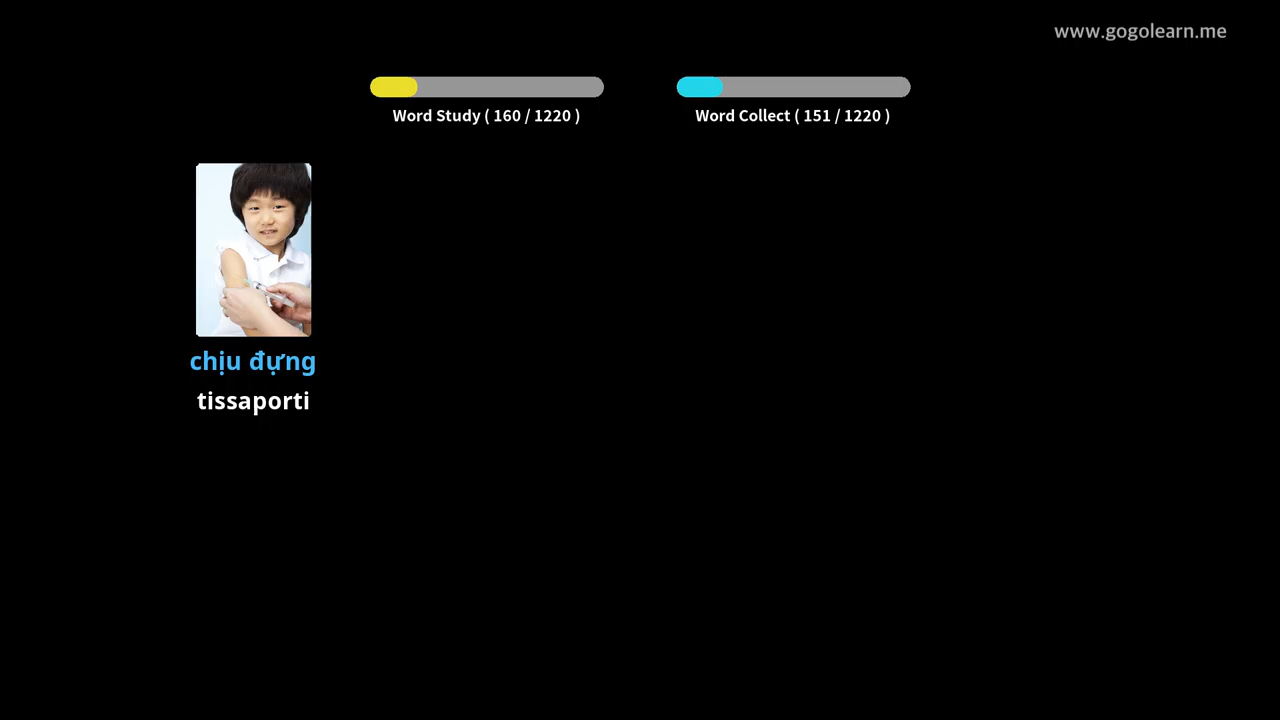 www.gogolearn.me
Word Study ( 160 / 1220 )
Word Collect ( 151 / 1220 )
chịu đựng
tissaporti